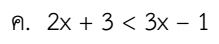 ค. 2x + 3 < 3x – 1